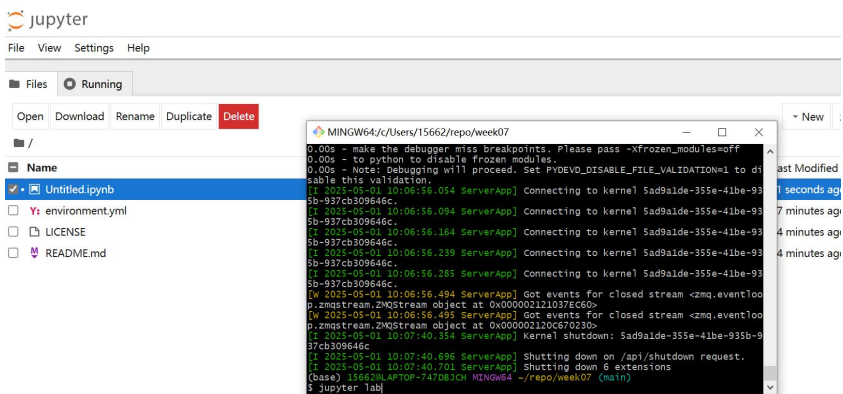 jupyter
File View Settings Help
Files Running
Open Download Rename Duplicate Delete
New
/
Name
ast Modified
Untitled.ipynb
1 seconds ago
environment.yml
7 minutes ago
LICENSE
4 minutes ago
README.md
4 minutes ago
MINGW64:/c/Users/15662/repo/week07
0.00s - make the debugger miss breakpoints. Please pass -Xfrozen_modules=off
0.00s - to python to disable frozen modules.
0.00s - Note: Debugging will proceed. Set PYDEVD_DISABLE_FILE_VALIDATION=1 to di
sable this validation.
[I 2025-05-01 10:06:56.054 ServerApp] Connecting to kernel 5ad9a1de-355e-41be-93
5b-937cb309646c.
[I 2025-05-01 10:06:56.094 ServerApp] Connecting to kernel 5ad9a1de-355e-41be-93
5b-937cb309646c.
[I 2025-05-01 10:06:56.164 ServerApp] Connecting to kernel 5ad9a1de-355e-41be-93
5b-937cb309646c.
[I 2025-05-01 10:06:56.239 ServerApp] Connecting to kernel 5ad9a1de-355e-41be-93
5b-937cb309646c.
[I 2025-05-01 10:06:56.285 ServerApp] Connecting to kernel 5ad9a1de-355e-41be-93
5b-937cb309646c.
[W 2025-05-01 10:06:56.494 ServerApp] Got events for closed stream <zmq.eventloo
p.zmqstream.ZMQStream object at 0x000002121037EC60>
[W 2025-05-01 10:06:56.495 ServerApp] Got events for closed stream <zmq.eventloo
p.zmqstream.ZMQStream object at 0x000002120C670230>
[I 2025-05-01 10:07:40.354 ServerApp] Kernel shutdown: 5ad9a1de-355e-41be-935b-9
37cb309646c
[I 2025-05-01 10:07:40.696 ServerApp] Shutting down on /api/shutdown request.
[I 2025-05-01 10:07:40.701 ServerApp] Shutting down 6 extensions
(base) 15662@LAPTOP-747DBJCH MINGW64 ~/repo/week07 (main)
$ jupyter lab